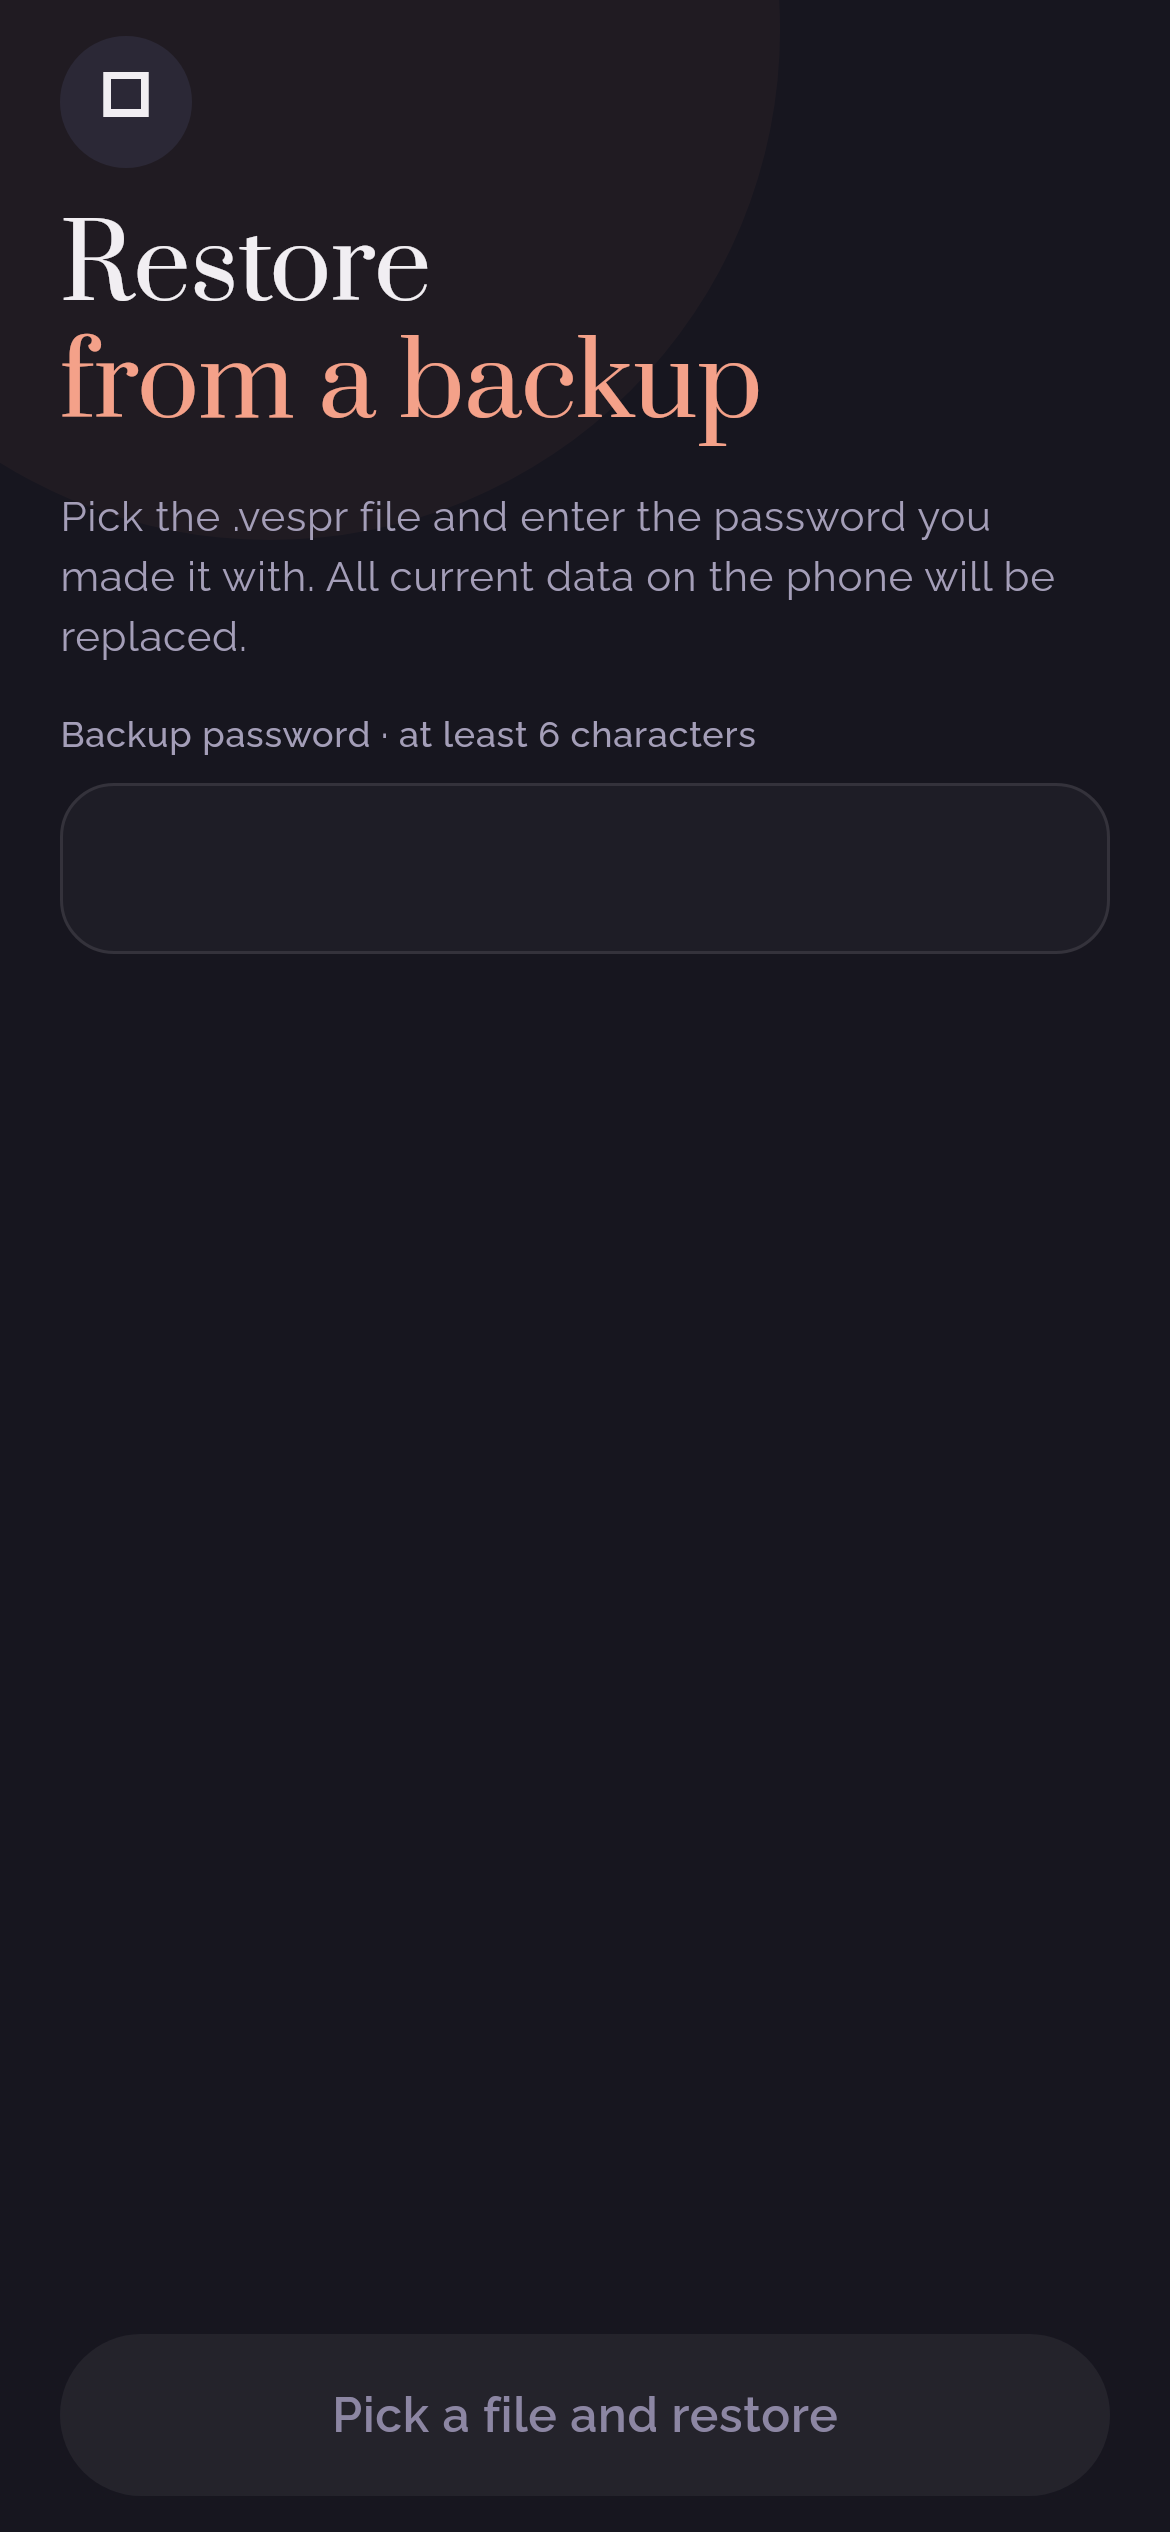 Restore
from a backup
Pick the .vespr file and enter the password you
made it with. All current data on the phone will be
replaced.
Backup password · at least 6 characters
Pick a file and restore